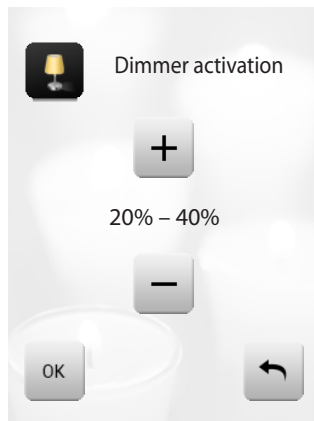 Dimmer activation
+
20% – 40%
–
OK